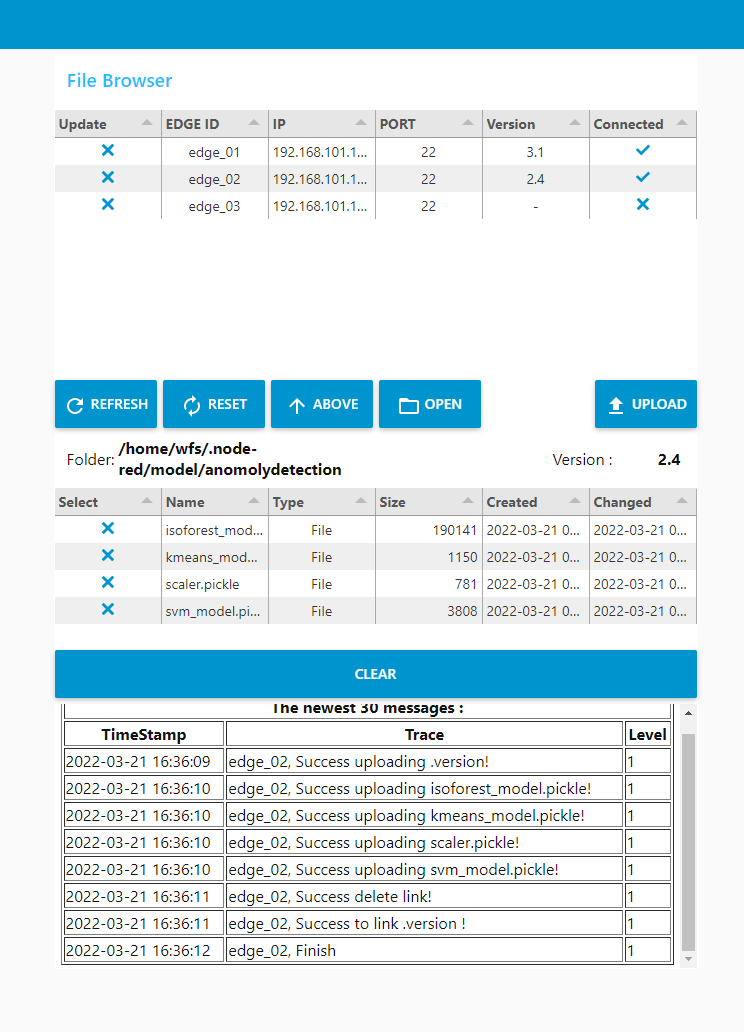 File Browser
Update EDGE ID IP PORT Version Connected
edge_01 192.168.101.1... 22 3.1
edge_02 192.168.101.1... 22 2.4
edge_03 192.168.101.1... 22 -
REFRESH RESET ABOVE OPEN UPLOAD
Folder: /home/wfs/.node-
red/model/anomolydetection Version : 2.4
Select Name Type Size Created Changed
isoforest_mod... File 190141 2022-03-21 0... 2022-03-21 0...
kmeans_mod... File 1150 2022-03-21 0... 2022-03-21 0...
scaler.pickle File 781 2022-03-21 0... 2022-03-21 0...
svm_model.pi... File 3808 2022-03-21 0... 2022-03-21 0...
CLEAR
The newest 30 messages :
TimeStamp Trace Level
2022-03-21 16:36:09 edge_02, Success uploading .version! 1
2022-03-21 16:36:10 edge_02, Success uploading isoforest_model.pickle! 1
2022-03-21 16:36:10 edge_02, Success uploading kmeans_model.pickle! 1
2022-03-21 16:36:10 edge_02, Success uploading scaler.pickle! 1
2022-03-21 16:36:10 edge_02, Success uploading svm_model.pickle! 1
2022-03-21 16:36:11 edge_02, Success delete link! 1
2022-03-21 16:36:11 edge_02, Success to link .version ! 1
2022-03-21 16:36:12 edge_02, Finish 1